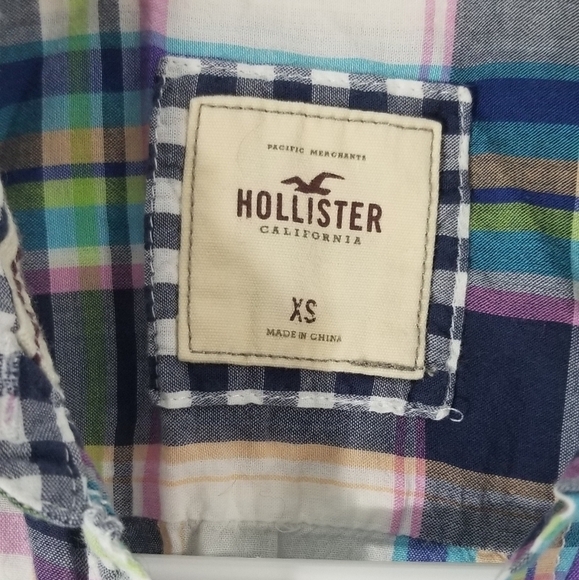 PACIFIC MERCHANTS
HOLLISTER
CALIFORNIA
XS
MADE IN CHINA